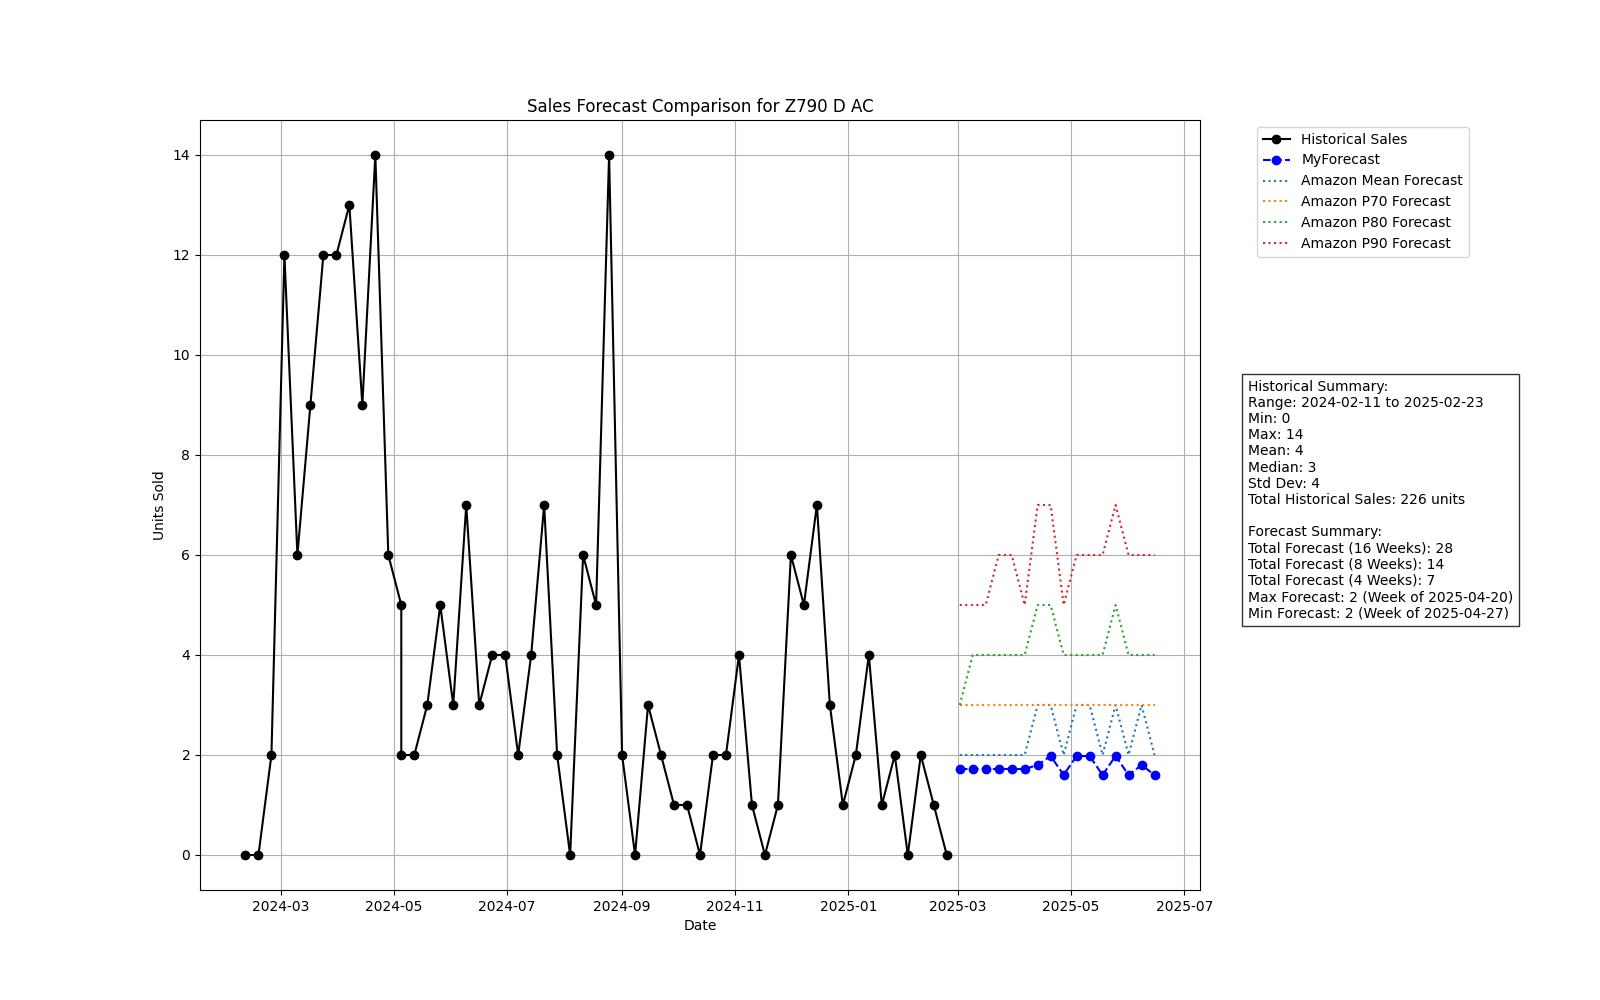 Sales Forecast Comparison for Z790 D AC
Units Sold
14
12
10
8
6
4
2
0
2024-03
2024-05
2024-07
2024-09
2024-11
2025-01
2025-03
2025-05
2025-07
Date
Historical Sales
MyForecast
Amazon Mean Forecast
Amazon P70 Forecast
Amazon P80 Forecast
Amazon P90 Forecast
Historical Summary:
Range: 2024-02-11 to 2025-02-23
Min: 0
Max: 14
Mean: 4
Median: 3
Std Dev: 4
Total Historical Sales: 226 units
Forecast Summary:
Total Forecast (16 Weeks): 28
Total Forecast (8 Weeks): 14
Total Forecast (4 Weeks): 7
Max Forecast: 2 (Week of 2025-04-20)
Min Forecast: 2 (Week of 2025-04-27)